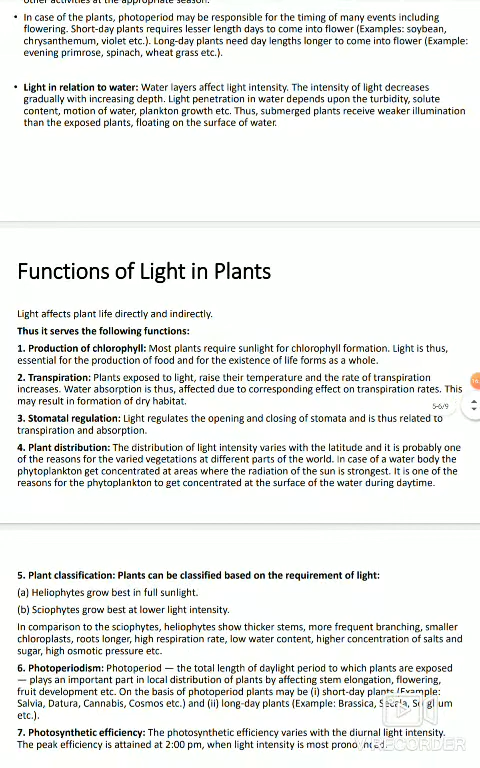 • In case of the plants, photoperiod may be responsible for the timing of many events including
flowering. Short-day plants requires lesser length days to come into flower (Examples: soybean,
chrysanthemum, violet etc.). Long-day plants need day lengths longer to come into flower (Example:
evening primrose, spinach, wheat grass etc.).
• Light in relation to water: Water layers affect light intensity. The intensity of light decreases
gradually with increasing depth. Light penetration in water depends upon the turbidity, solute
content, motion of water, plankton growth etc. Thus, submerged plants receive weaker illumination
than the exposed plants, floating on the surface of water.
Functions of Light in Plants
Light affects plant life directly and indirectly.
Thus it serves the following functions:
1. Production of chlorophyll: Most plants require sunlight for chlorophyll formation. Light is thus,
essential for the production of food and for the existence of life forms as a whole.
2. Transpiration: Plants exposed to light, raise their temperature and the rate of transpiration
increases. Water absorption is thus, affected due to corresponding effect on transpiration rates. This
may result in formation of dry habitat.
5-6/9
3. Stomatal regulation: Light regulates the opening and closing of stomata and is thus related to
transpiration and absorption.
4. Plant distribution: The distribution of light intensity varies with the latitude and it is probably one
of the reasons for the varied vegetations at different parts of the world. In case of a water body the
phytoplankton get concentrated at areas where the radiation of the sun is strongest. It is one of the
reasons for the phytoplankton to get concentrated at the surface of the water during daytime.
5. Plant classification: Plants can be classified based on the requirement of light:
(a) Heliophytes grow best in full sunlight.
(b) Sciophytes grow best at lower light intensity.
In comparison to the sciophytes, heliophytes show thicker stems, more frequent branching, smaller
chloroplasts, roots longer, high respiration rate, low water content, higher concentration of salts and
sugar, high osmotic pressure etc.
6. Photoperiodism: Photoperiod — the total length of daylight period to which plants are exposed
— plays an important part in local distribution of plants by affecting stem elongation, flowering,
fruit development etc. On the basis of photoperiod plants may be (i) short-day plants (Example:
Salvia, Datura, Cannabis, Cosmos etc.) and (ii) long-day plants (Example: Brassica,
etc.).
7. Photosynthetic efficiency: The photosynthetic efficiency varies with the diurnal light intensity.
The peak efficiency is attained at 2:00 pm, when light intensity is most pronounced.
RECORDER